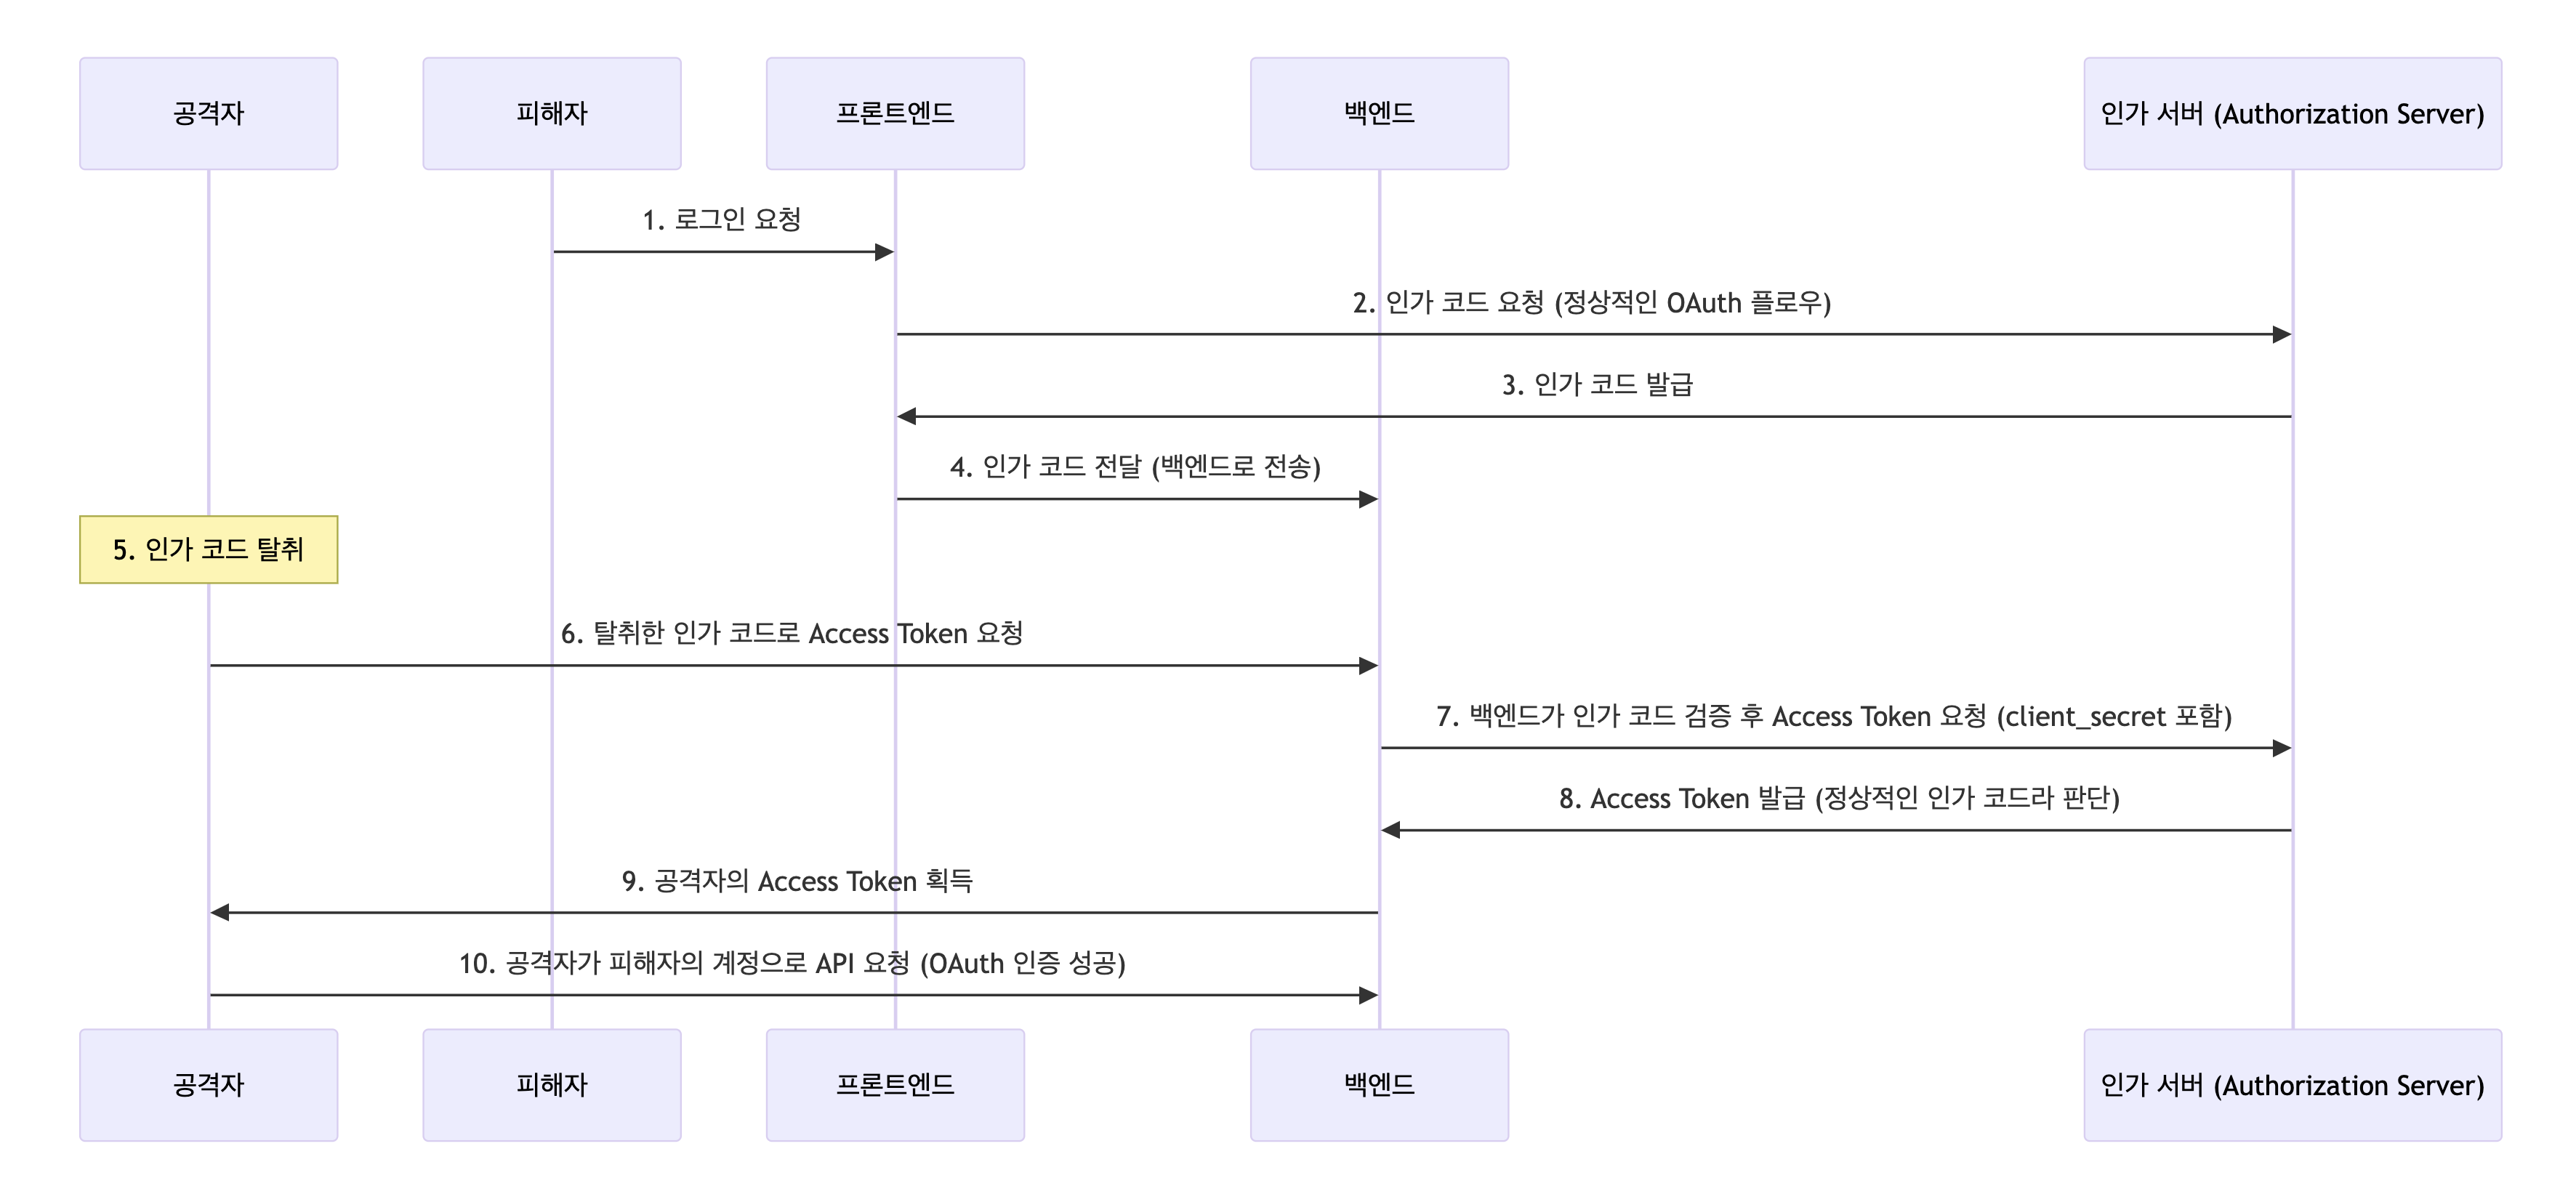 공격자
피해자
프론트엔드
백엔드
인가 서버 (Authorization Server)
1. 로그인 요청
2. 인가 코드 요청 (정상적인 OAuth 플로우)
3. 인가 코드 발급
4. 인가 코드 전달 (백엔드로 전송)
5. 인가 코드 탈취
6. 탈취한 인가 코드로 Access Token 요청
7. 백엔드가 인가 코드 검증 후 Access Token 요청 (client_secret 포함)
8. Access Token 발급 (정상적인 인가 코드라 판단)
9. 공격자의 Access Token 획득
10. 공격자가 피해자의 계정으로 API 요청 (OAuth 인증 성공)
공격자
피해자
프론트엔드
백엔드
인가 서버 (Authorization Server)